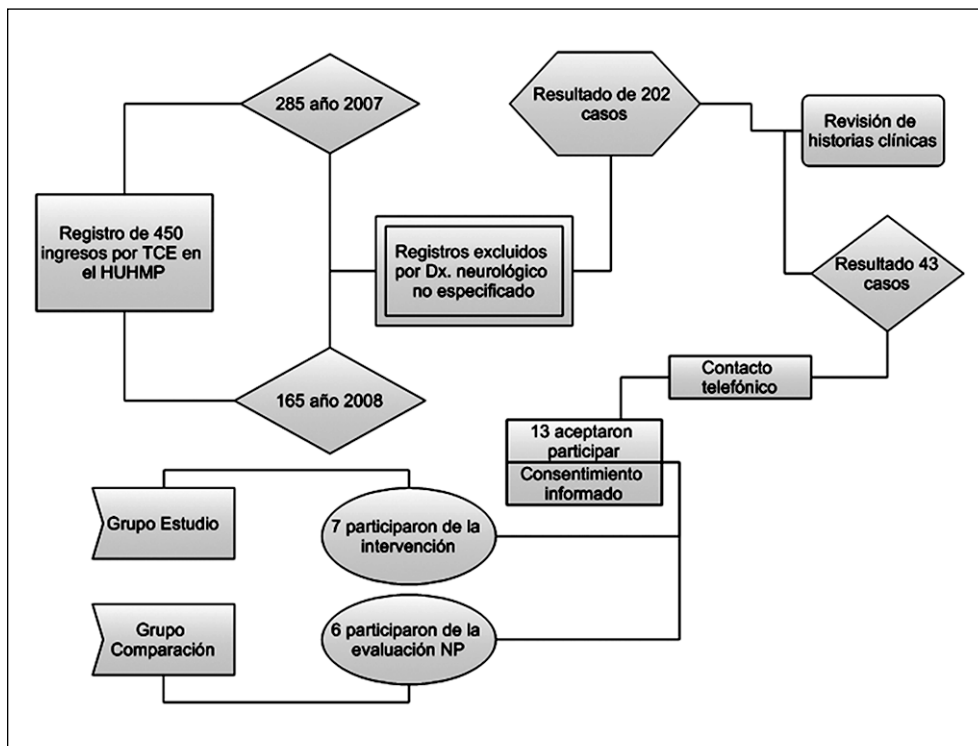 285 año 2007
Registro de 450
ingresos por TCE en
el HUHMP
165 año 2008
Registros excluidos
por Dx. neurológico
no especificado
Resultado de 202
casos
Revisión de
historias clínicas
Resultado 43
casos
Contacto
telefónico
13 aceptaron
participar
Consentimiento
informado
7 participaron de la
intervención
Grupo Estudio
6 participaron de la
evaluación NP
Grupo
Comparación